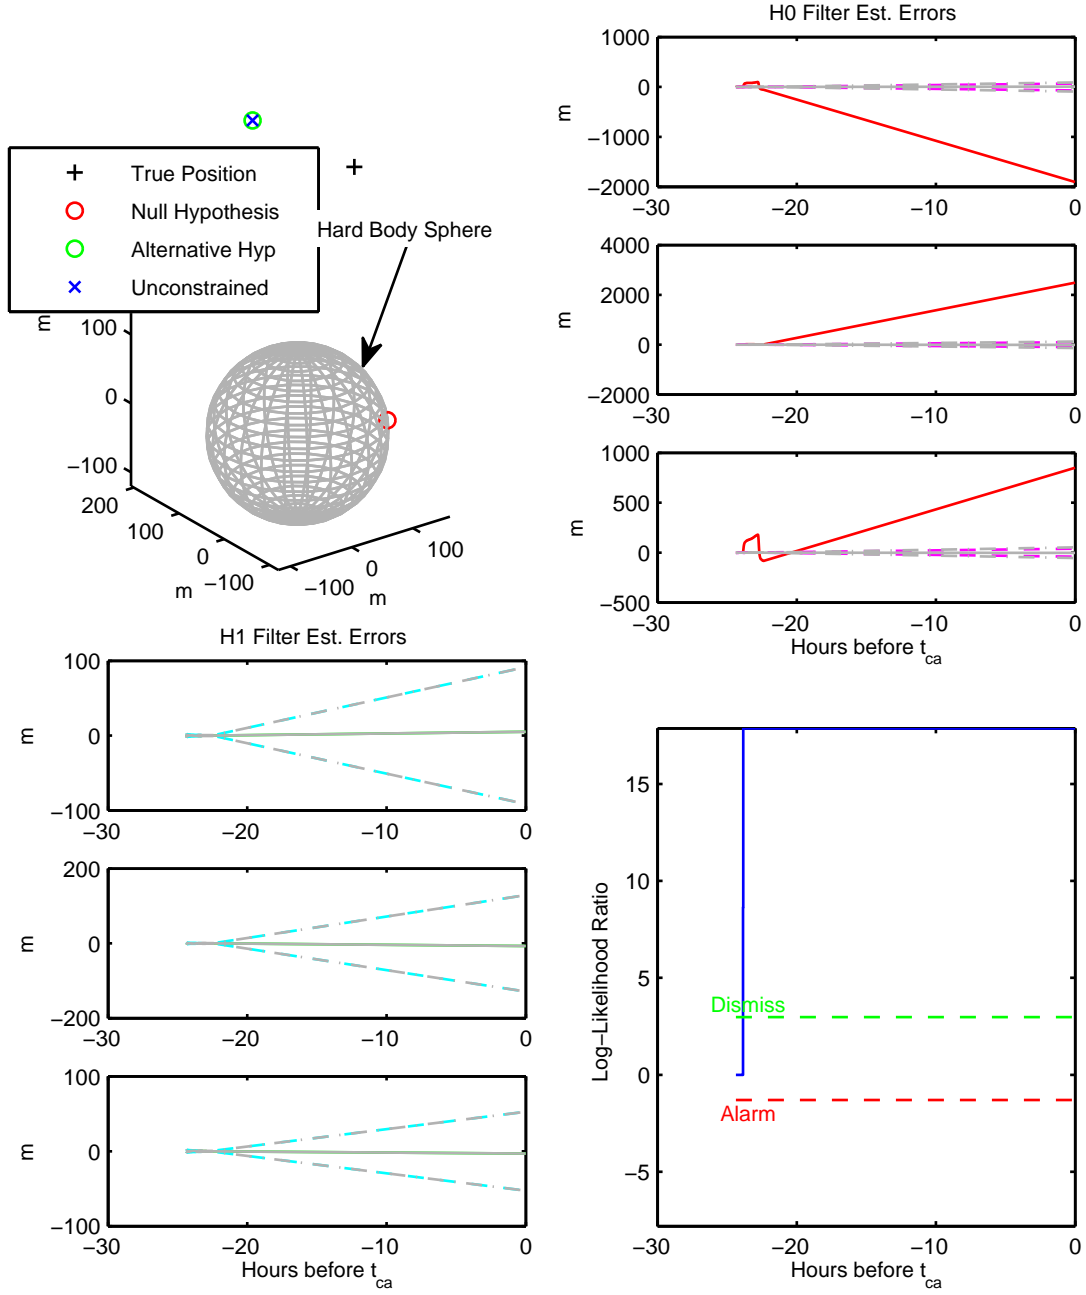 True Position
Null Hypothesis
Alternative Hyp
Unconstrained
Hard Body Sphere
m
100
0
−100
200
100
0
−100
m
−100
0
100
m
H0 Filter Est. Errors
1000
0
−1000
−2000
m
−30
−20
−10
0
4000
2000
0
−2000
m
−30
−20
−10
0
1000
500
0
−500
m
−30
−20
−10
0
Hours before t_ca
H1 Filter Est. Errors
100
0
−100
m
−30
−20
−10
0
200
0
−200
m
−30
−20
−10
0
100
0
−100
m
−30
−20
−10
0
Hours before t_ca
15
10
5
0
−5
Log−Likelihood Ratio
Dismiss
Alarm
−30
−20
−10
0
Hours before t_ca